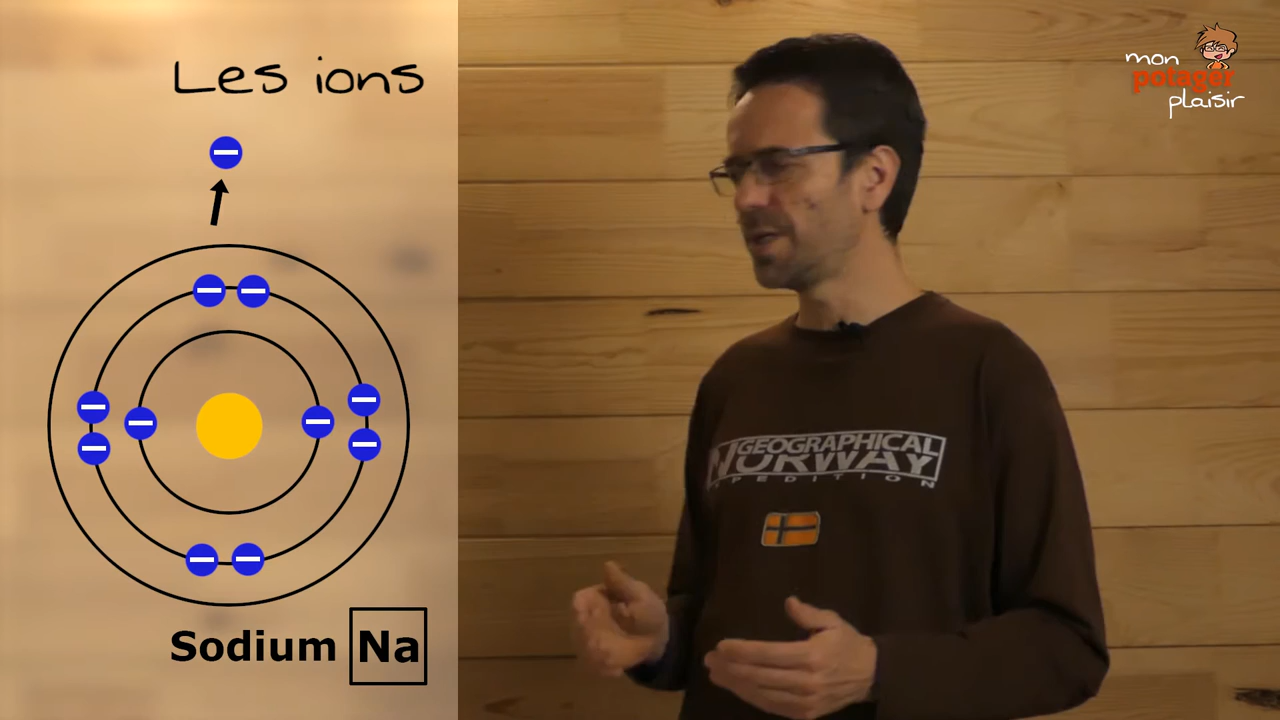 Les ions
Sodium Na
mon
potager
plaisir
GEOGRAPHICAL
NORWAY
EXPEDITION